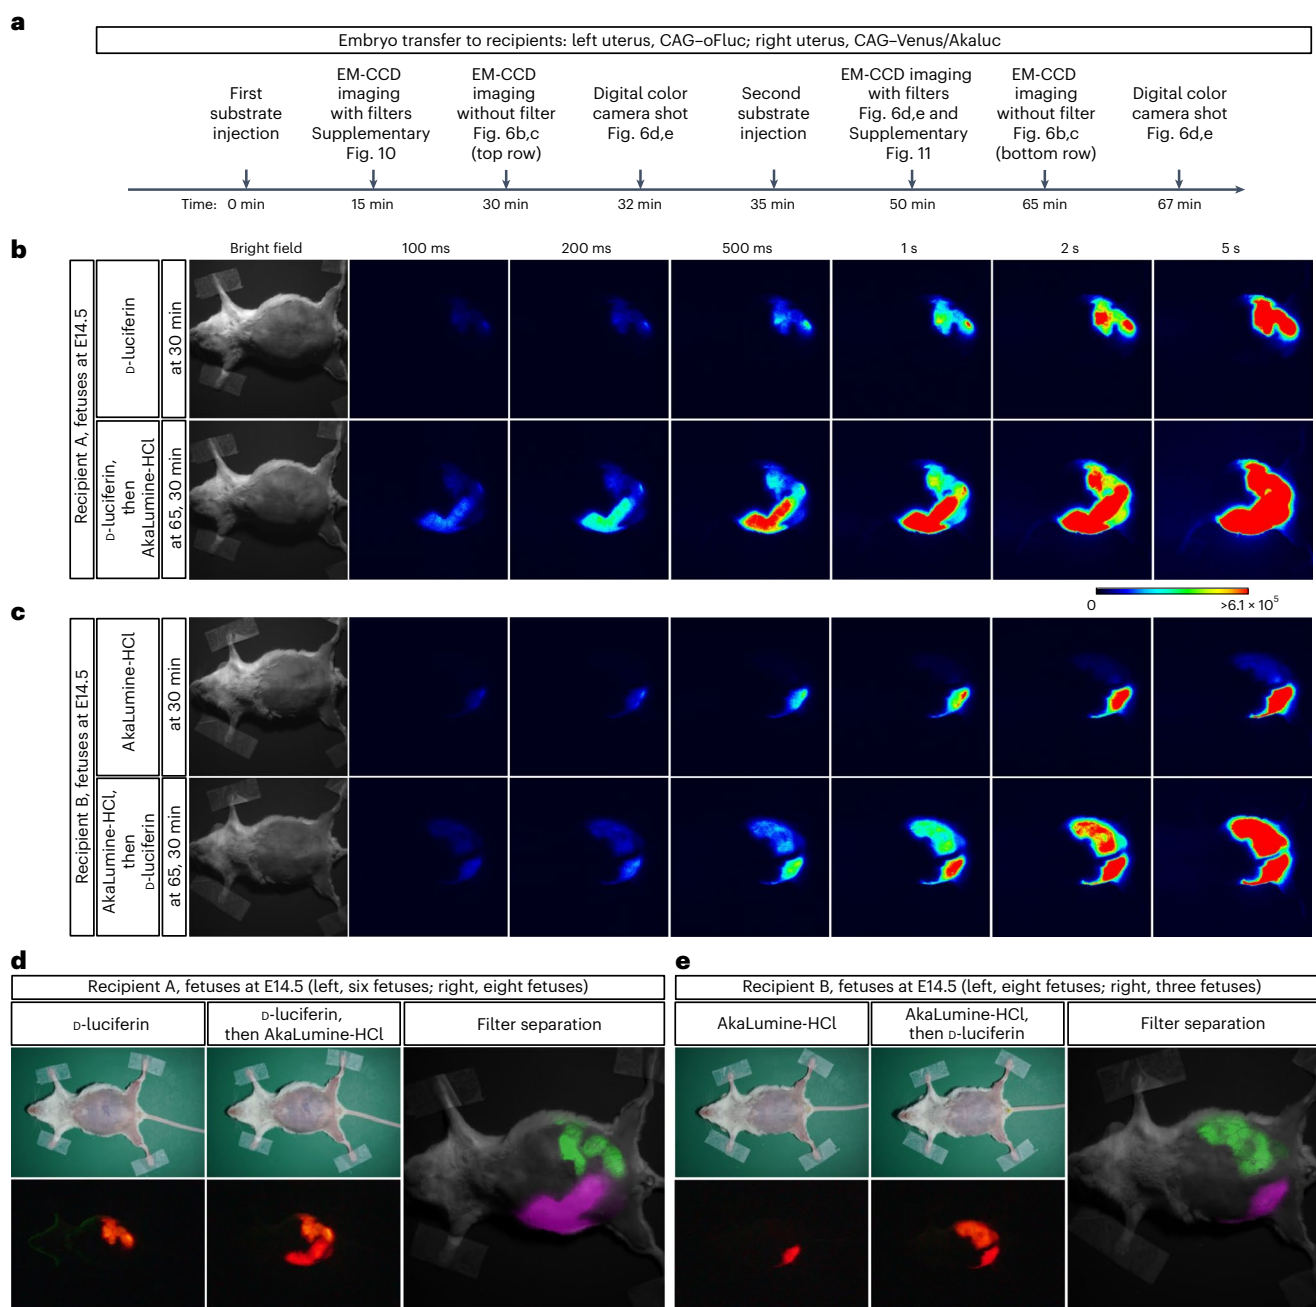 a
Embryo transfer to recipients: left uterus, CAG–oFluc; right uterus, CAG–Venus/Akaluc
First
substrate
injection
EM-CCD
imaging
with filters
Supplementary
Fig. 10
EM-CCD
imaging
without filter
Fig. 6b,c
(top row)
Digital color
camera shot
Fig. 6d,e
Second
substrate
injection
EM-CCD imaging
with filters
Fig. 6d,e and
Supplementary
Fig. 11
EM-CCD
imaging
without filter
Fig. 6b,c
(bottom row)
Digital color
camera shot
Fig. 6d,e
Time: 0 min 15 min 30 min 32 min 35 min 50 min 65 min 67 min
b
Bright field 100 ms 200 ms 500 ms 1 s 2 s 5 s
Recipient A, fetuses at E14.5
D-luciferin
at 30 min
D-luciferin,
then
AkaLumine-HCl
at 65, 30 min
0 >6.1 × 10⁵
c
Recipient B, fetuses at E14.5
AkaLumine-HCl
at 30 min
AkaLumine-HCl,
then
D-luciferin
at 65, 30 min
d
Recipient A, fetuses at E14.5 (left, six fetuses; right, eight fetuses)
D-luciferin
D-luciferin,
then AkaLumine-HCl
Filter separation
e
Recipient B, fetuses at E14.5 (left, eight fetuses; right, three fetuses)
AkaLumine-HCl
AkaLumine-HCl,
then D-luciferin
Filter separation